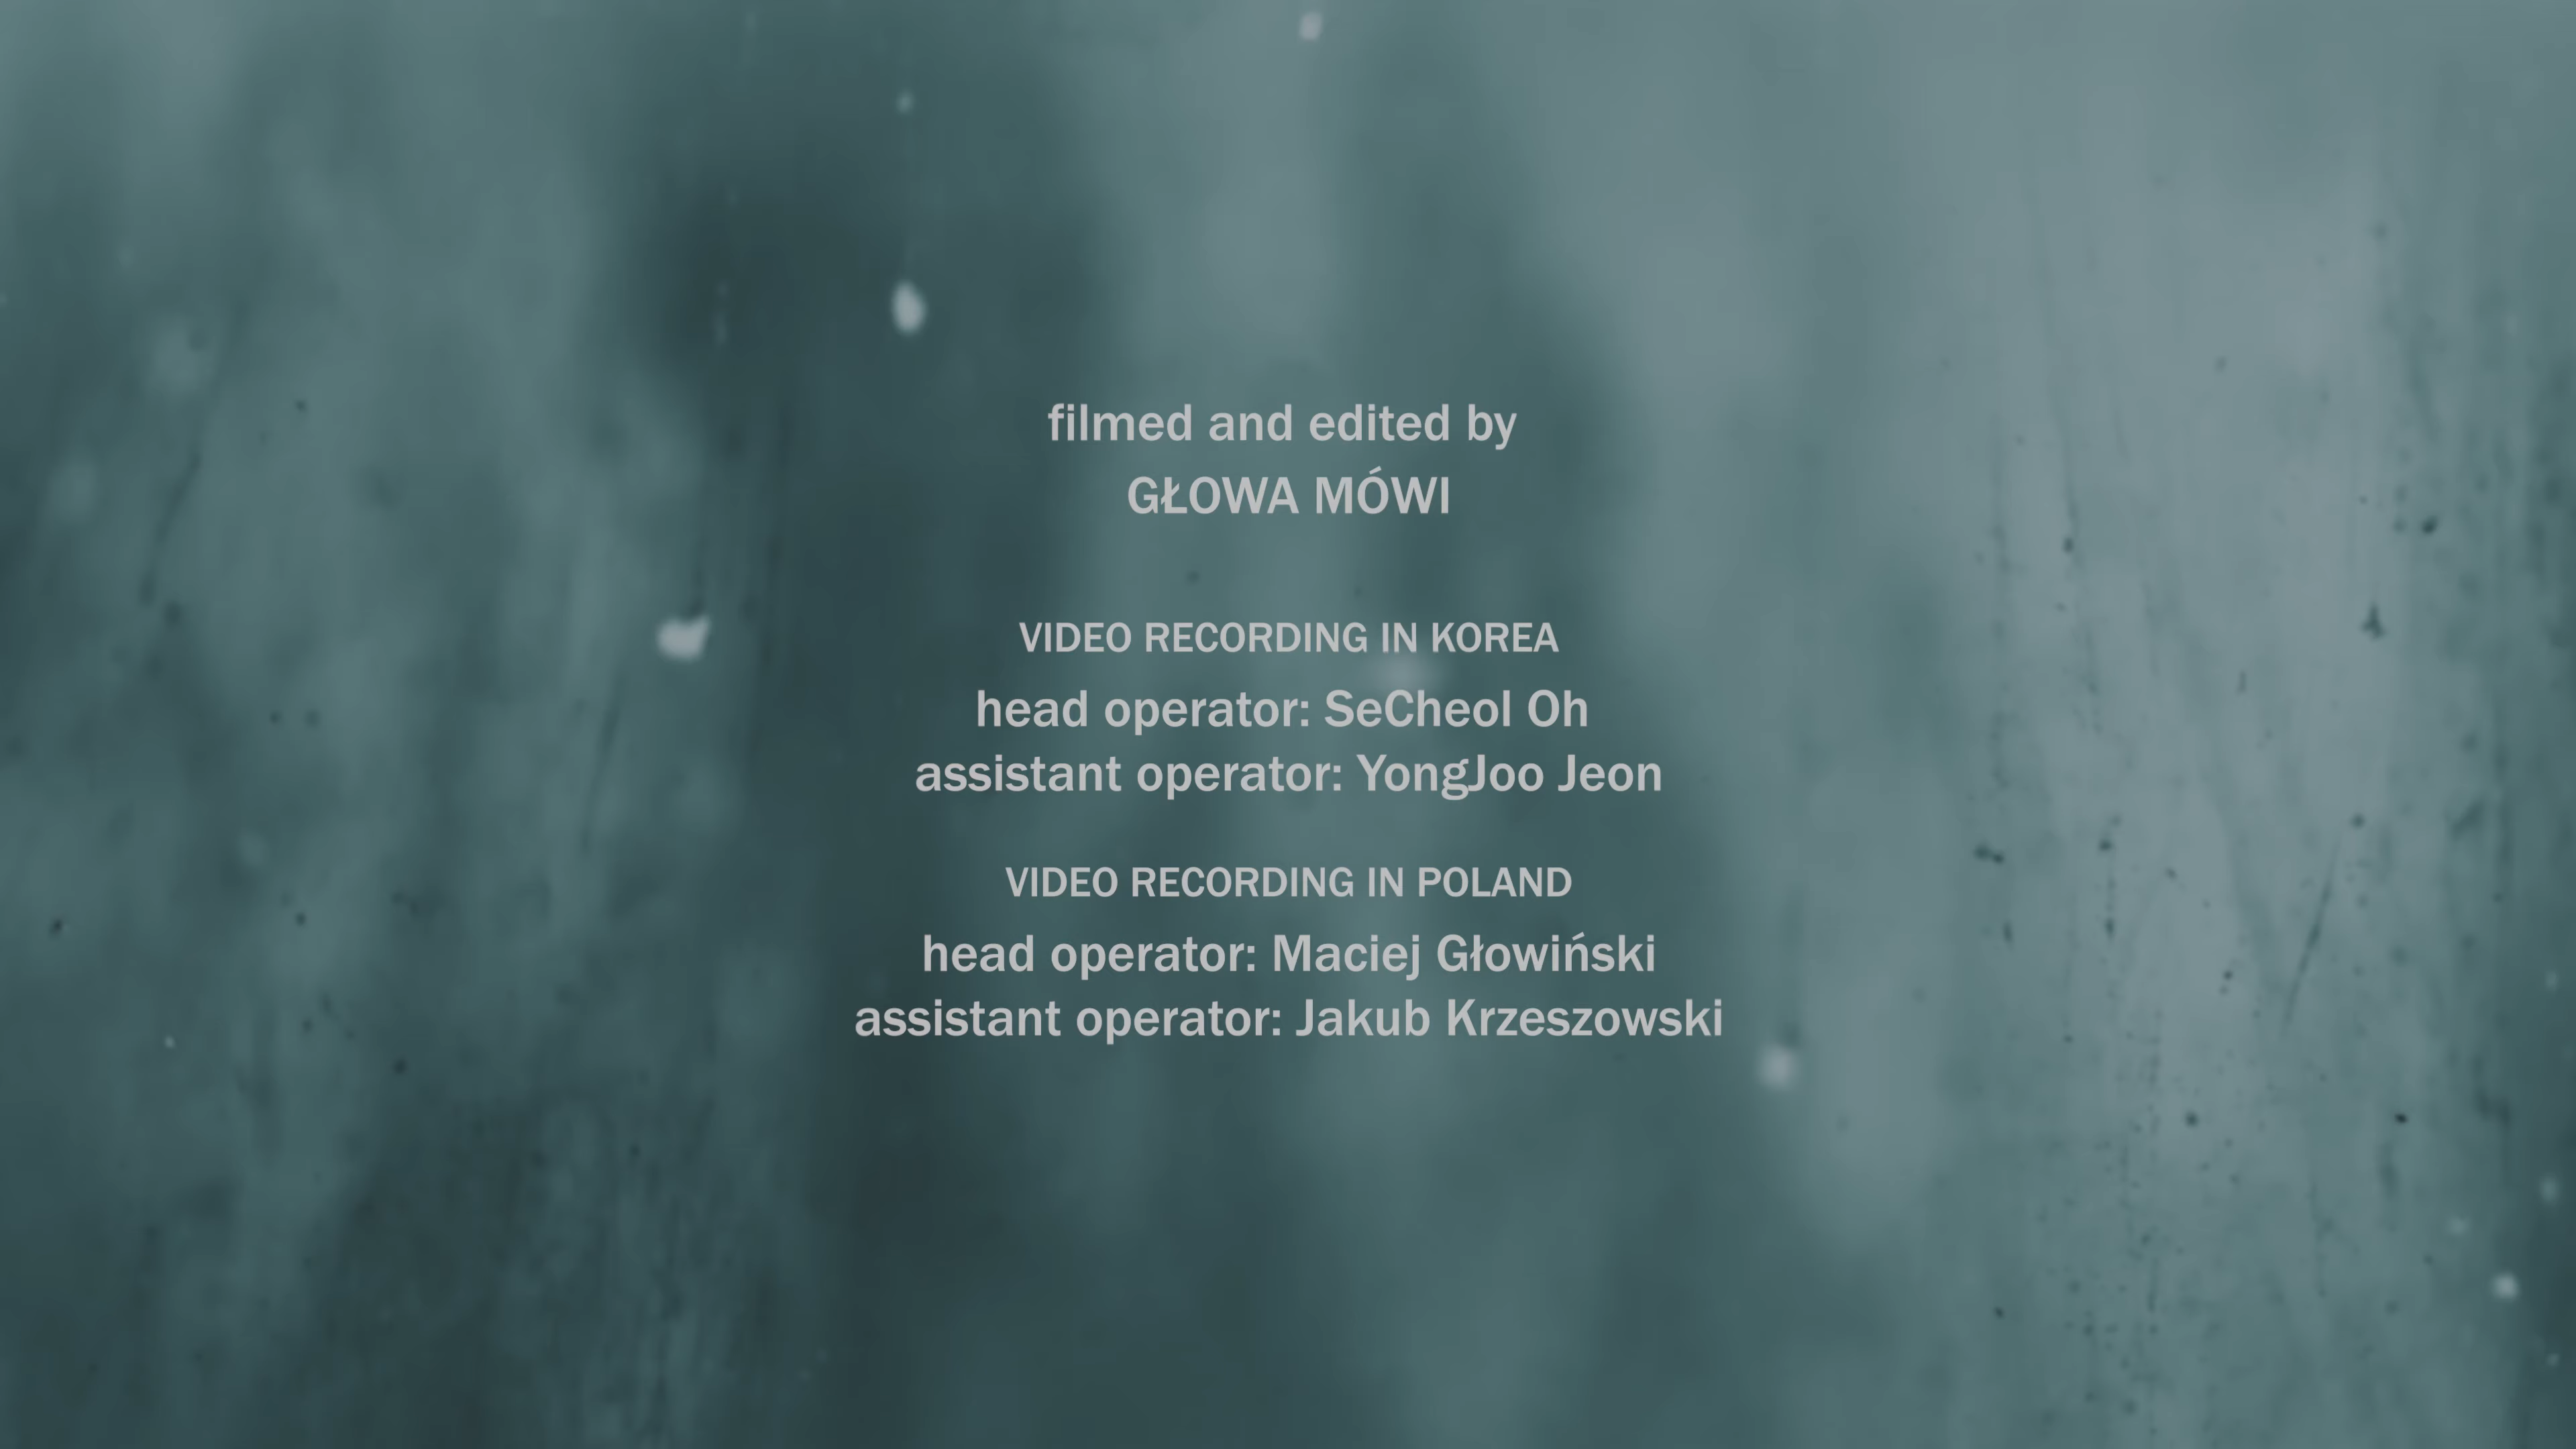 filmed and edited by
GŁOWA MÓWI
VIDEO RECORDING IN KOREA
head operator: SeCheol Oh
assistant operator: YongJoo Jeon
VIDEO RECORDING IN POLAND
head operator: Maciej Głowiński
assistant operator: Jakub Krzeszowski